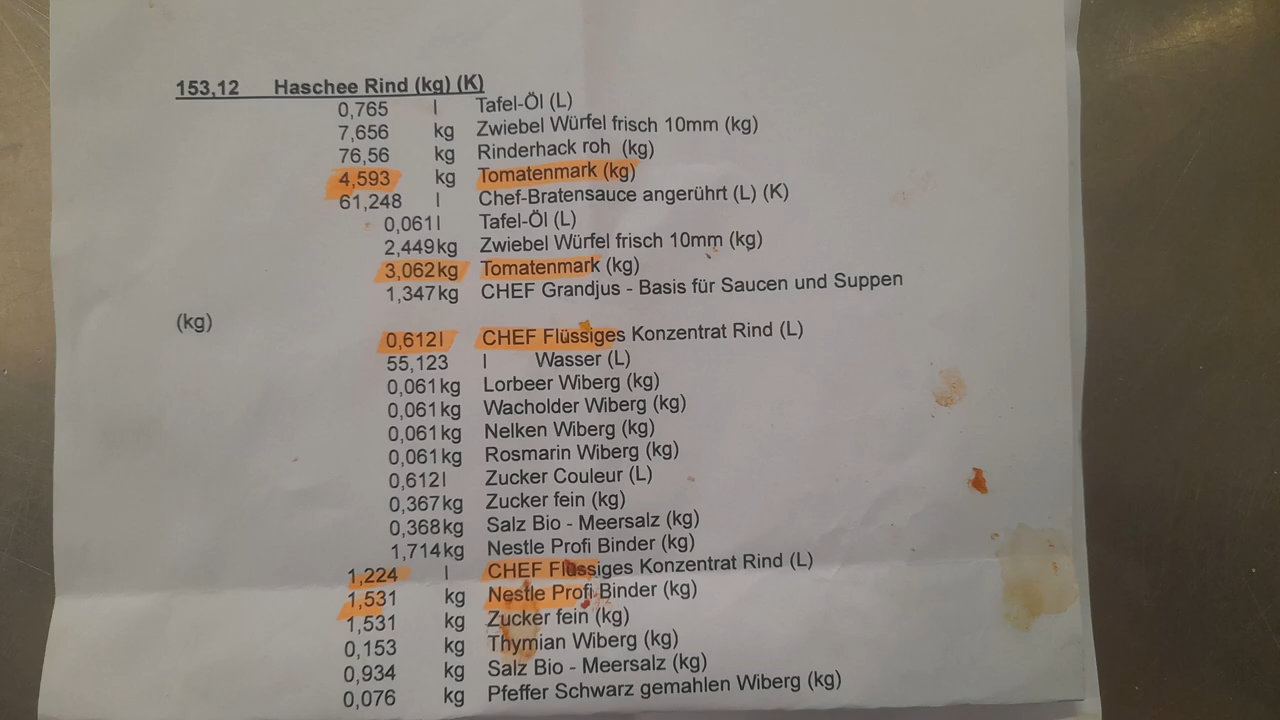 153,12 Haschee Rind (kg) (K)
0,765 l Tafel-Öl (L)
7,656 kg Zwiebel Würfel frisch 10mm (kg)
76,56 kg Rinderhack roh (kg)
4,593 kg Tomatenmark (kg)
61,248 l Chef-Bratensauce angerührt (L) (K)
0,061 l Tafel-Öl (L)
2,449 kg Zwiebel Würfel frisch 10mm (kg)
3,062 kg Tomatenmark (kg)
1,347 kg CHEF Grandjus - Basis für Saucen und Suppen
(kg)
0,612 l CHEF Flüssiges Konzentrat Rind (L)
55,123 l Wasser (L)
0,061 kg Lorbeer Wiberg (kg)
0,061 kg Wacholder Wiberg (kg)
0,061 kg Nelken Wiberg (kg)
0,061 kg Rosmarin Wiberg (kg)
0,612 l Zucker Couleur (L)
0,367 kg Zucker fein (kg)
0,368 kg Salz Bio - Meersalz (kg)
1,714 kg Nestle Profi Binder (kg)
1,224 l CHEF Flüssiges Konzentrat Rind (L)
1,531 kg Nestle Profi Binder (kg)
1,531 kg Zucker fein (kg)
0,153 kg Thymian Wiberg (kg)
0,934 kg Salz Bio - Meersalz (kg)
0,076 kg Pfeffer Schwarz gemahlen Wiberg (kg)